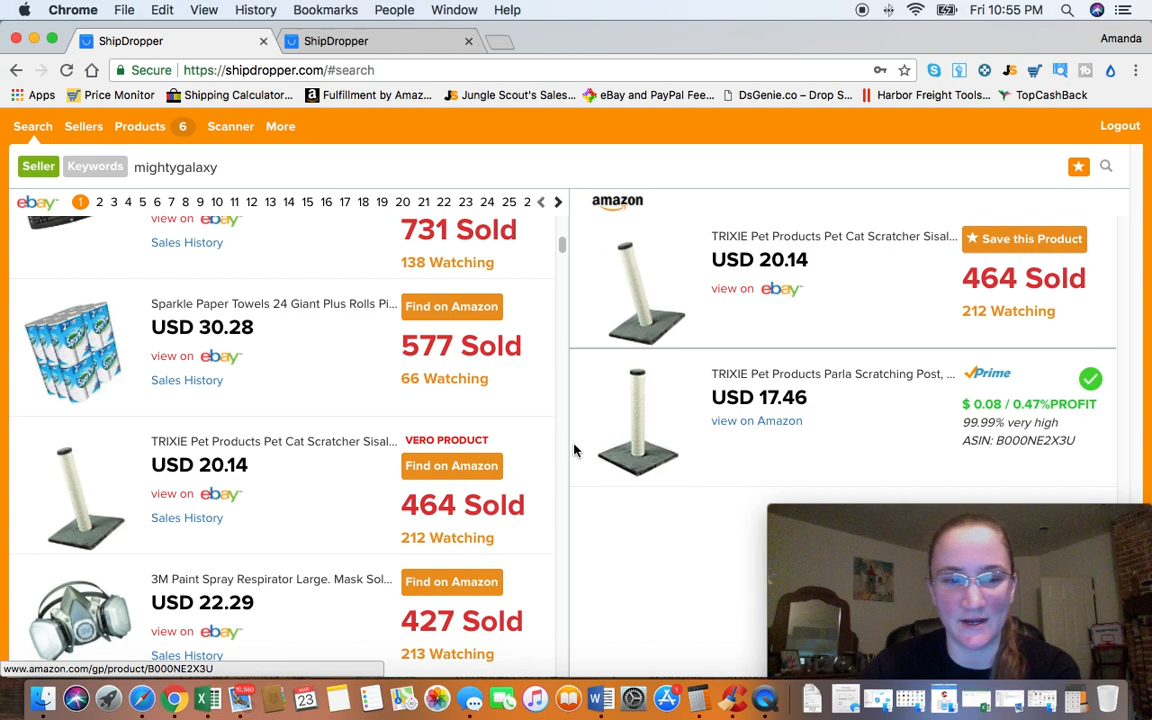 Chrome File Edit View History Bookmarks People Window Help Fri 10:55 PM
ShipDropper ShipDropper Amanda
Secure https://shipdropper.com/#search
Apps Price Monitor Shipping Calculator... Fulfillment by Amaz... Jungle Scout's Sales... eBay and PayPal Fee... DsGenie.co – Drop S... Harbor Freight Tools... TopCashBack
Search Sellers Products 6 Scanner More Logout
Seller Keywords mightygalaxy
ebay 1 2 3 4 5 6 7 8 9 10 11 12 13 14 15 16 17 18 19 20 21 22 23 24 25 2 amazon
view on ebay
731 Sold
Sales History
138 Watching
TRIXIE Pet Products Pet Cat Scratcher Sisal...
Save this Product
USD 20.14
464 Sold
view on ebay
212 Watching
Sparkle Paper Towels 24 Giant Plus Rolls Pi...
Find on Amazon
USD 30.28
577 Sold
view on ebay
66 Watching
Sales History
TRIXIE Pet Products Parla Scratching Post, ...
Prime
USD 17.46
$ 0.08 / 0.47%PROFIT
view on Amazon
99.99% very high
ASIN: B000NE2X3U
TRIXIE Pet Products Pet Cat Scratcher Sisal...
VERO PRODUCT
USD 20.14
Find on Amazon
view on ebay
464 Sold
Sales History
212 Watching
3M Paint Spray Respirator Large. Mask Sol...
Find on Amazon
USD 22.29
427 Sold
view on ebay
213 Watching
Sales History
www.amazon.com/gp/product/B000NE2X3U